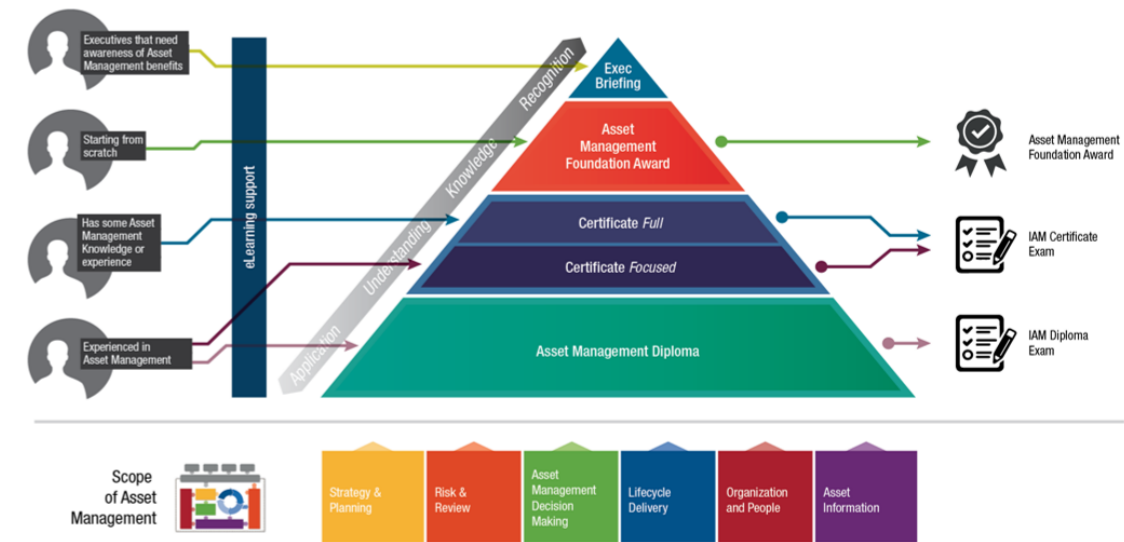 Executives that need
awareness of Asset
Management benefits
Starting from
scratch
Has some Asset
Management
Knowledge or
experience
Experienced in
Asset Management
eLearning support
Recognition
Knowledge
Understanding
Application
Exec
Briefing
Asset
Management
Foundation Award
Certificate Full
Certificate Focused
Asset Management Diploma
Asset Management
Foundation Award
IAM Certificate
Exam
IAM Diploma
Exam
Scope
of Asset
Management
Strategy &
Planning
Risk &
Review
Asset
Management
Decision
Making
Lifecycle
Delivery
Organization
and People
Asset
Information